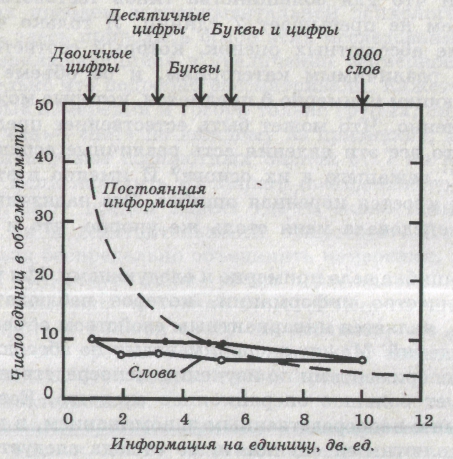 Десятичные
цифры
Буквы и цифры
Двоичные
цифры
Буквы
1000
слов
50
40
30
20
10
0
Постоянная
информация
Слова
Число единиц в объеме памяти
0
2
4
6
8
10
12
Информация на единицу, дв. ед.